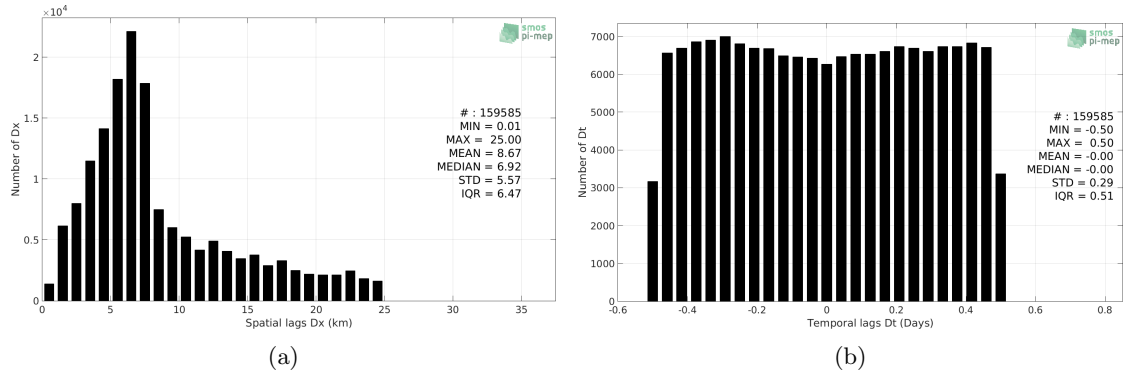 ×10⁴
2
1.5
1
0.5
0
Number of Dx
smos
pi-mep
# : 159585
MIN = 0.01
MAX = 25.00
MEAN = 8.67
MEDIAN = 6.92
STD = 5.57
IQR = 6.47
0 5 10 15 20 25 30 35
Spatial lags Dx (km)
(a)
7000
6000
5000
4000
3000
2000
1000
0
Number of Dt
smos
pi-mep
# : 159585
MIN = -0.50
MAX = 0.50
MEAN = -0.00
MEDIAN = -0.00
STD = 0.29
IQR = 0.51
-0.6 -0.4 -0.2 0.0 0.2 0.4 0.6 0.8
Temporal lags Dt (Days)
(b)